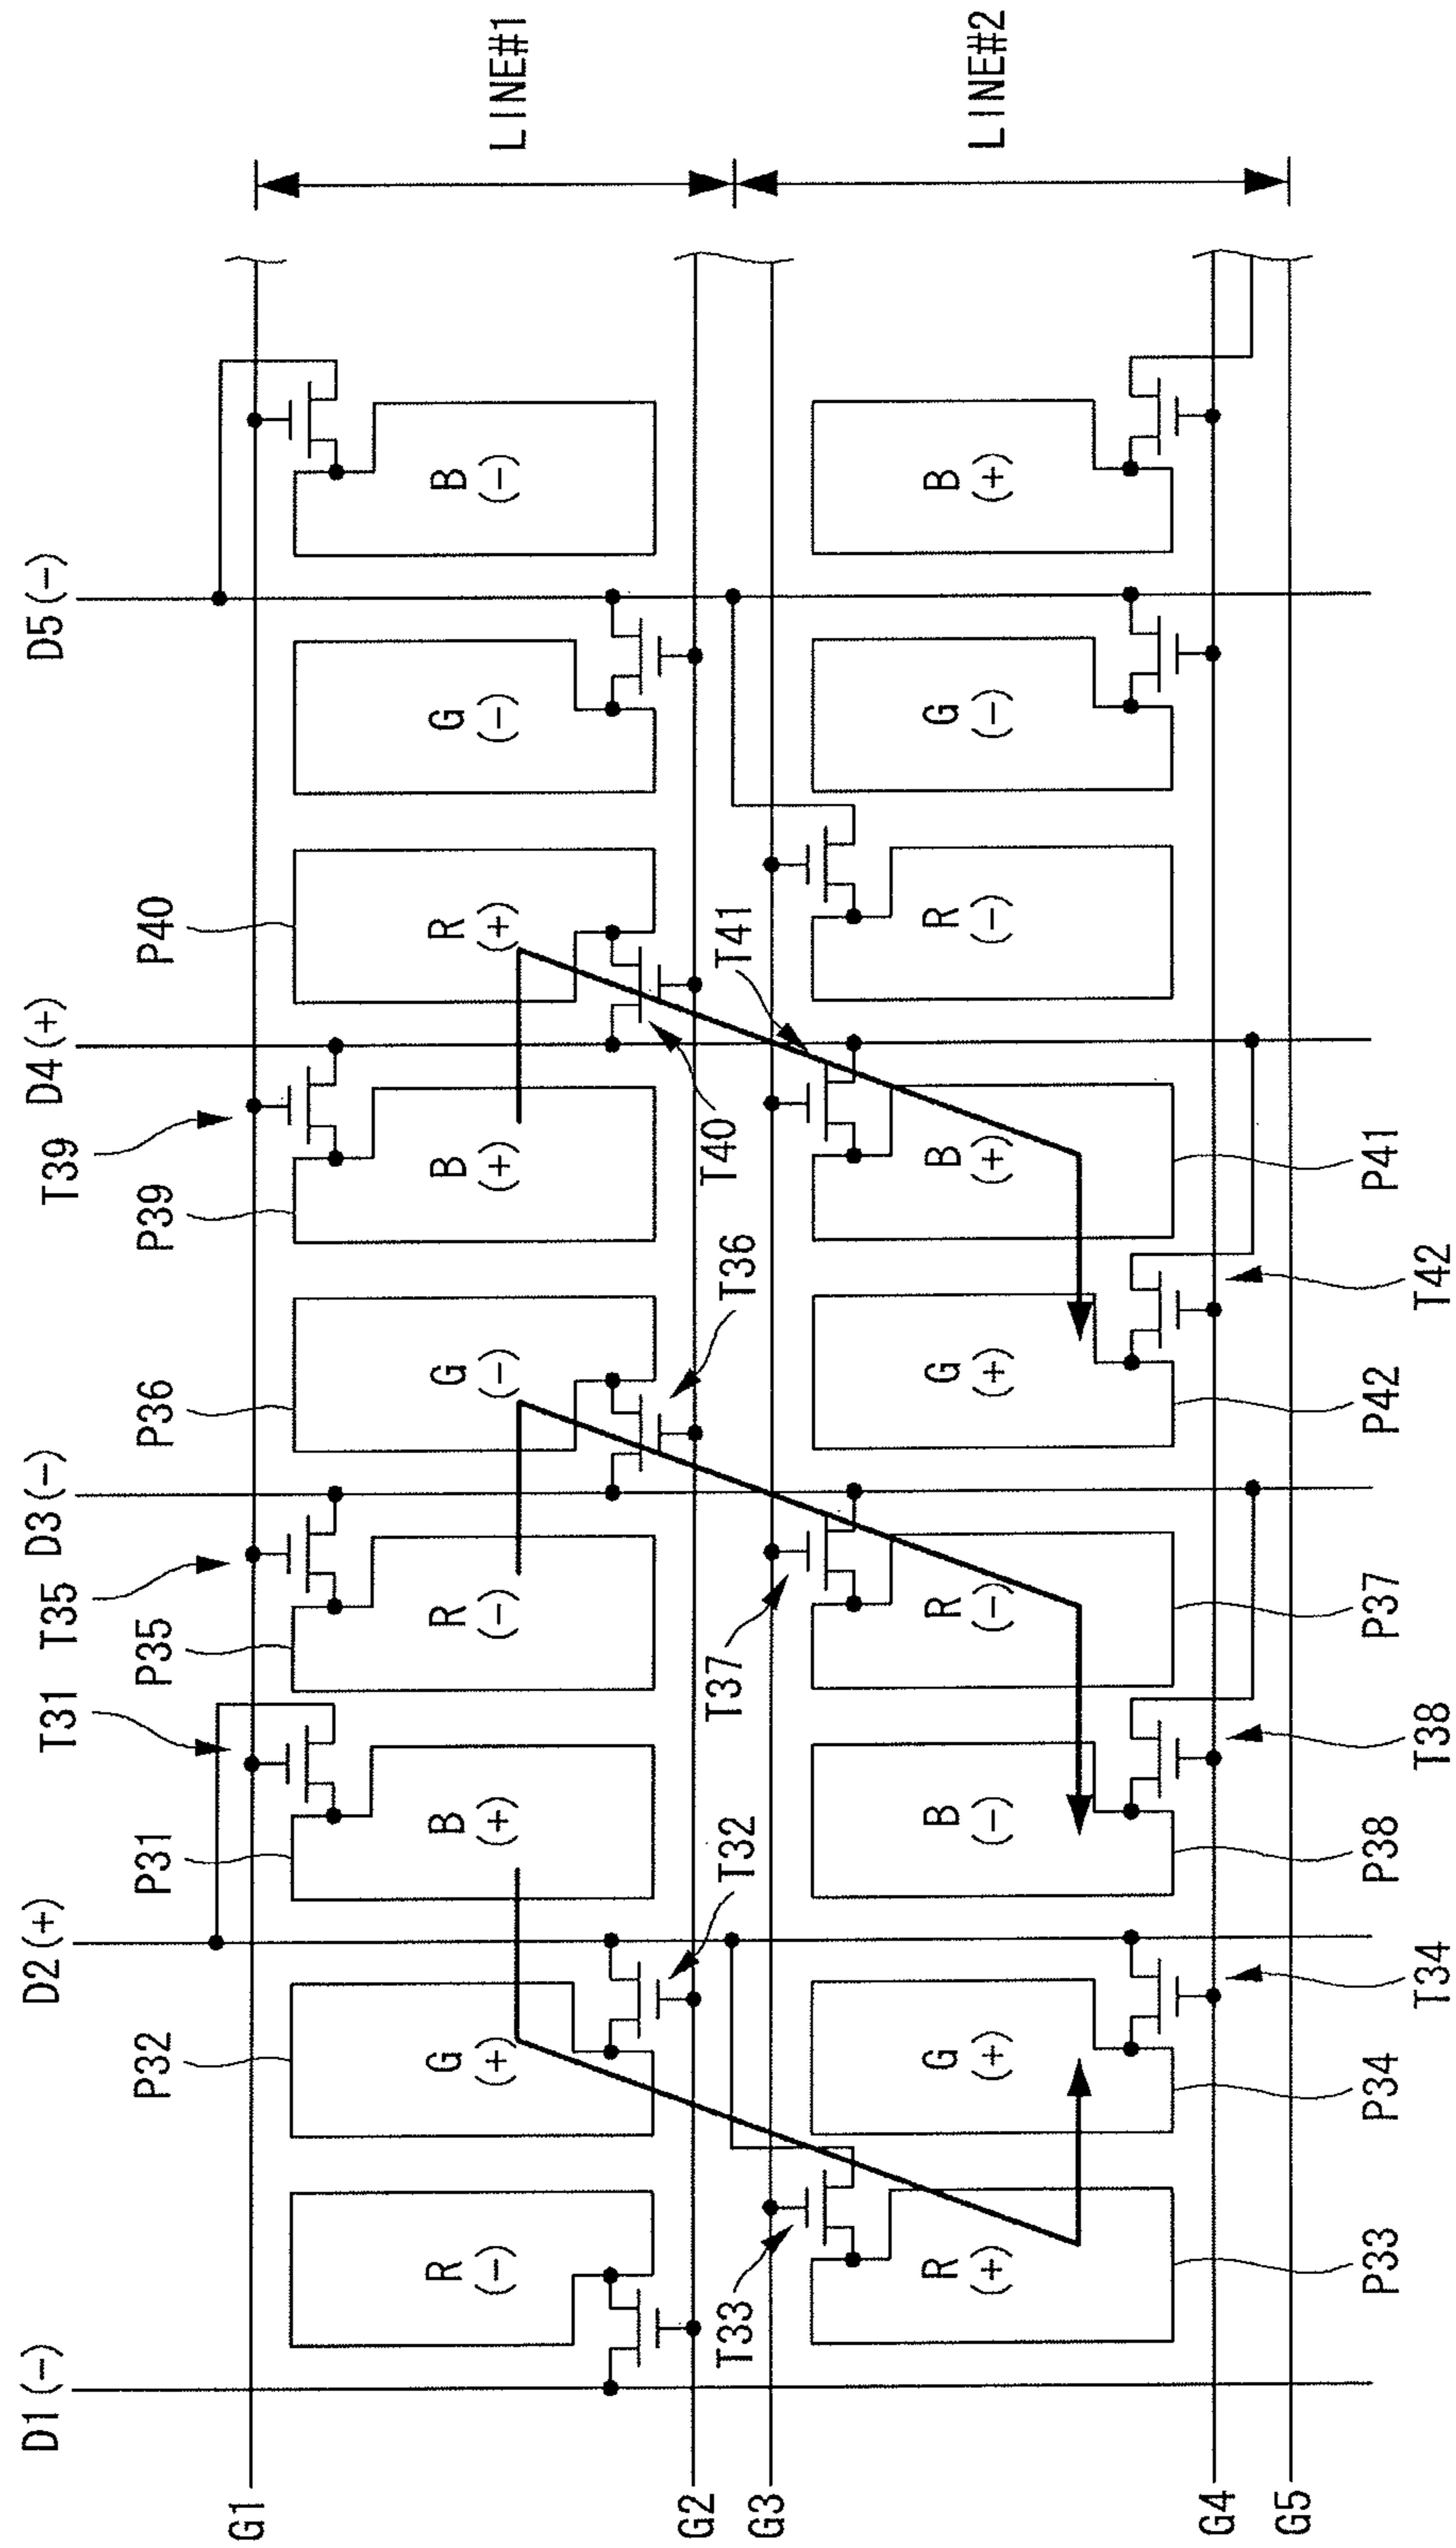 D1(-)
D2(+)
D3(-)
D4(+)
D5(-)
P32
P31
T31
P35
T35
P36
P39
T39
P40
G1
R
(-)
G
(+)
B
(+)
R
(-)
G
(-)
B
(+)
R
(+)
G
(-)
B
(-)
LINE#1
T32
T36
T40
G2
G3
T33
T37
T41
R
(+)
G
(+)
B
(-)
R
(-)
G
(+)
B
(+)
R
(-)
G
(-)
B
(+)
LINE#2
G4
G5
P33
P34
T34
P38
T38
P37
P42
T42
P41